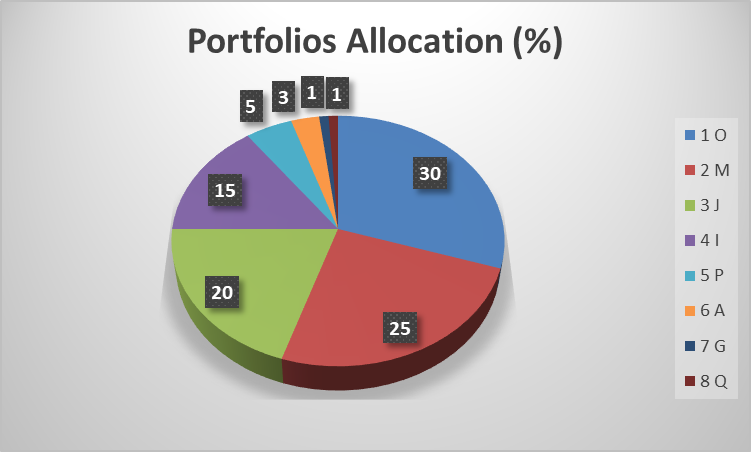 Portfolios Allocation (%)
5
3
1
1
30
15
20
25
1 O
2 M
3 J
4 I
5 P
6 A
7 G
8 Q